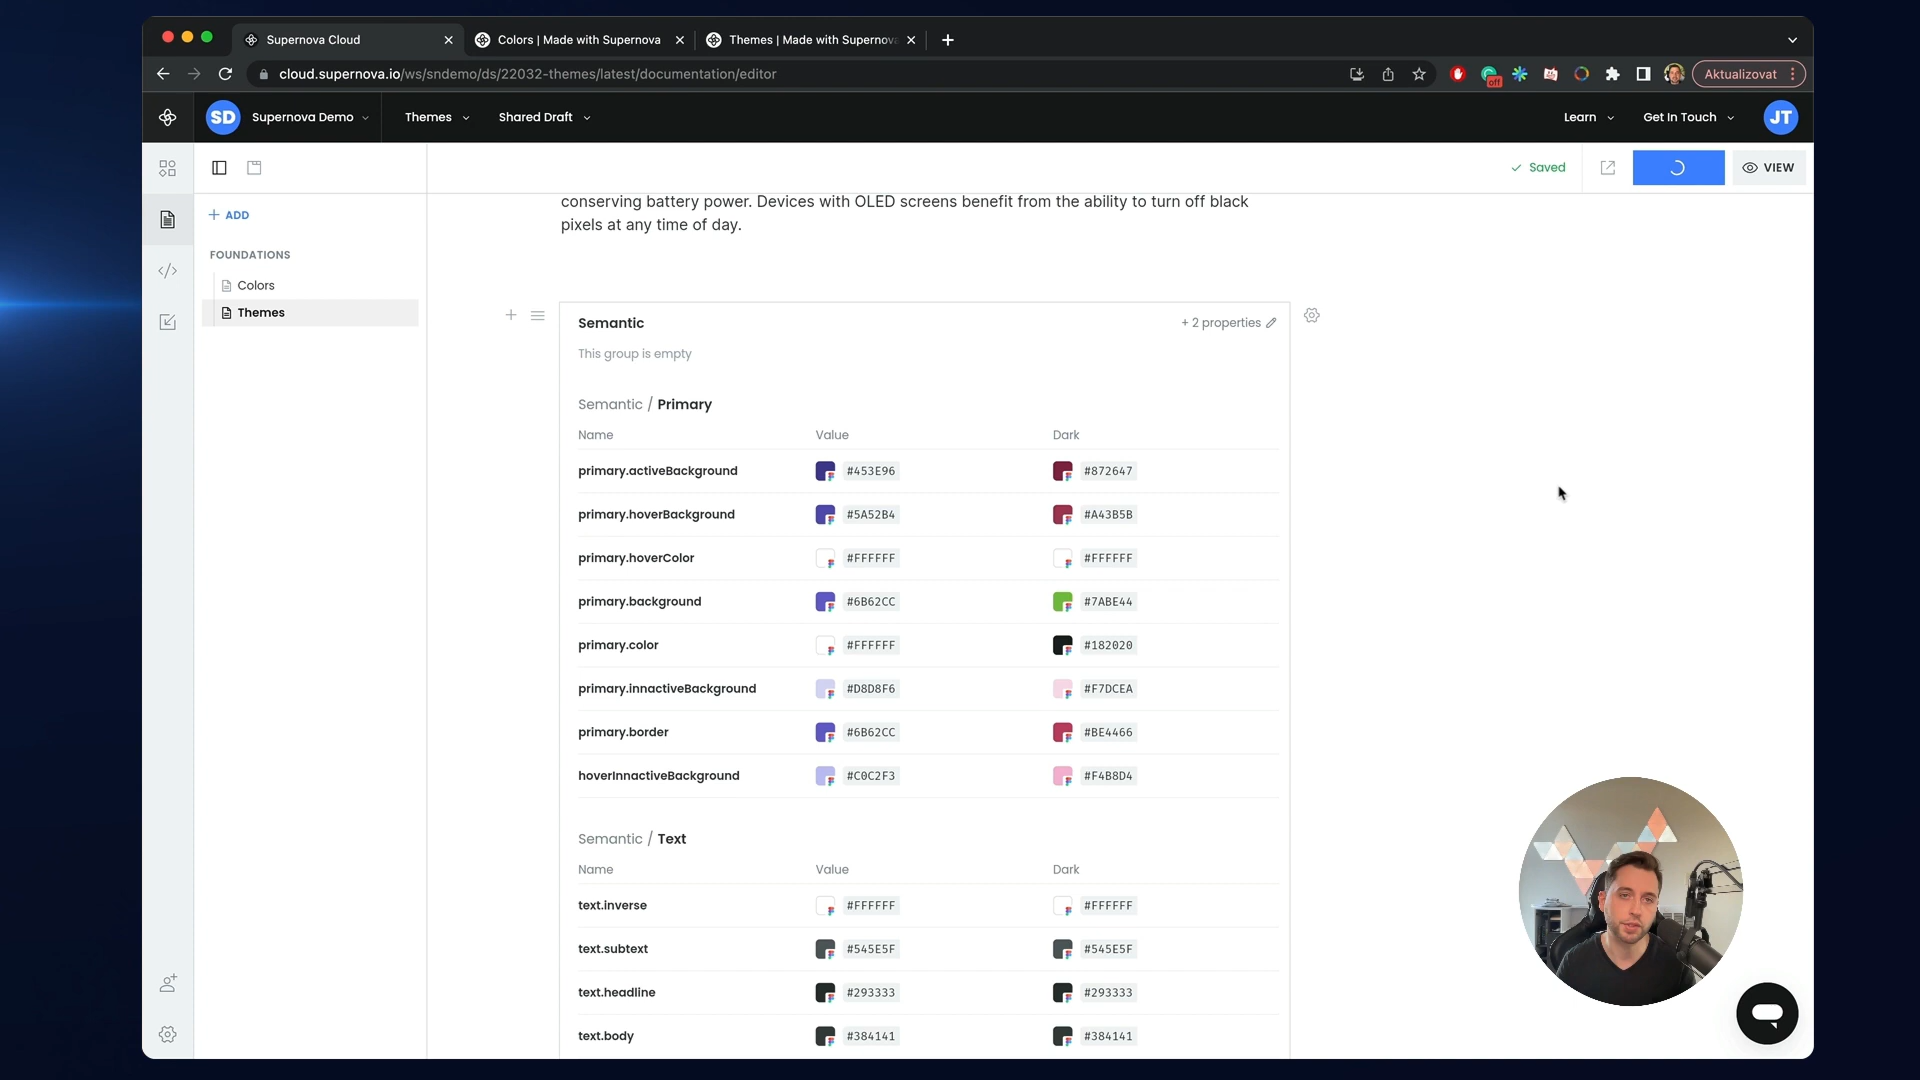 Supernova Cloud
Colors | Made with Supernova
Themes | Made with Supernova
cloud.supernova.io/ws/sndemo/ds/22032-themes/latest/documentation/editor
off
Aktualizovat
SD
Supernova Demo
Themes
Shared Draft
Learn
Get In Touch
JT
Saved
VIEW
+ ADD
FOUNDATIONS
Colors
Themes
conserving battery power. Devices with OLED screens benefit from the ability to turn off black
pixels at any time of day.
Semantic
+ 2 properties
This group is empty
Semantic / Primary
Name Value Dark
primary.activeBackground #453E96 #872647
primary.hoverBackground #5A52B4 #A43B5B
primary.hoverColor #FFFFFF #FFFFFF
primary.background #6B62CC #7ABE44
primary.color #FFFFFF #182020
primary.innactiveBackground #D8D8F6 #F7DCEA
primary.border #6B62CC #BE4466
hoverInnactiveBackground #C0C2F3 #F4B8D4
Semantic / Text
Name Value Dark
text.inverse #FFFFFF #FFFFFF
text.subtext #545E5F #545E5F
text.headline #293333 #293333
text.body #384141 #384141